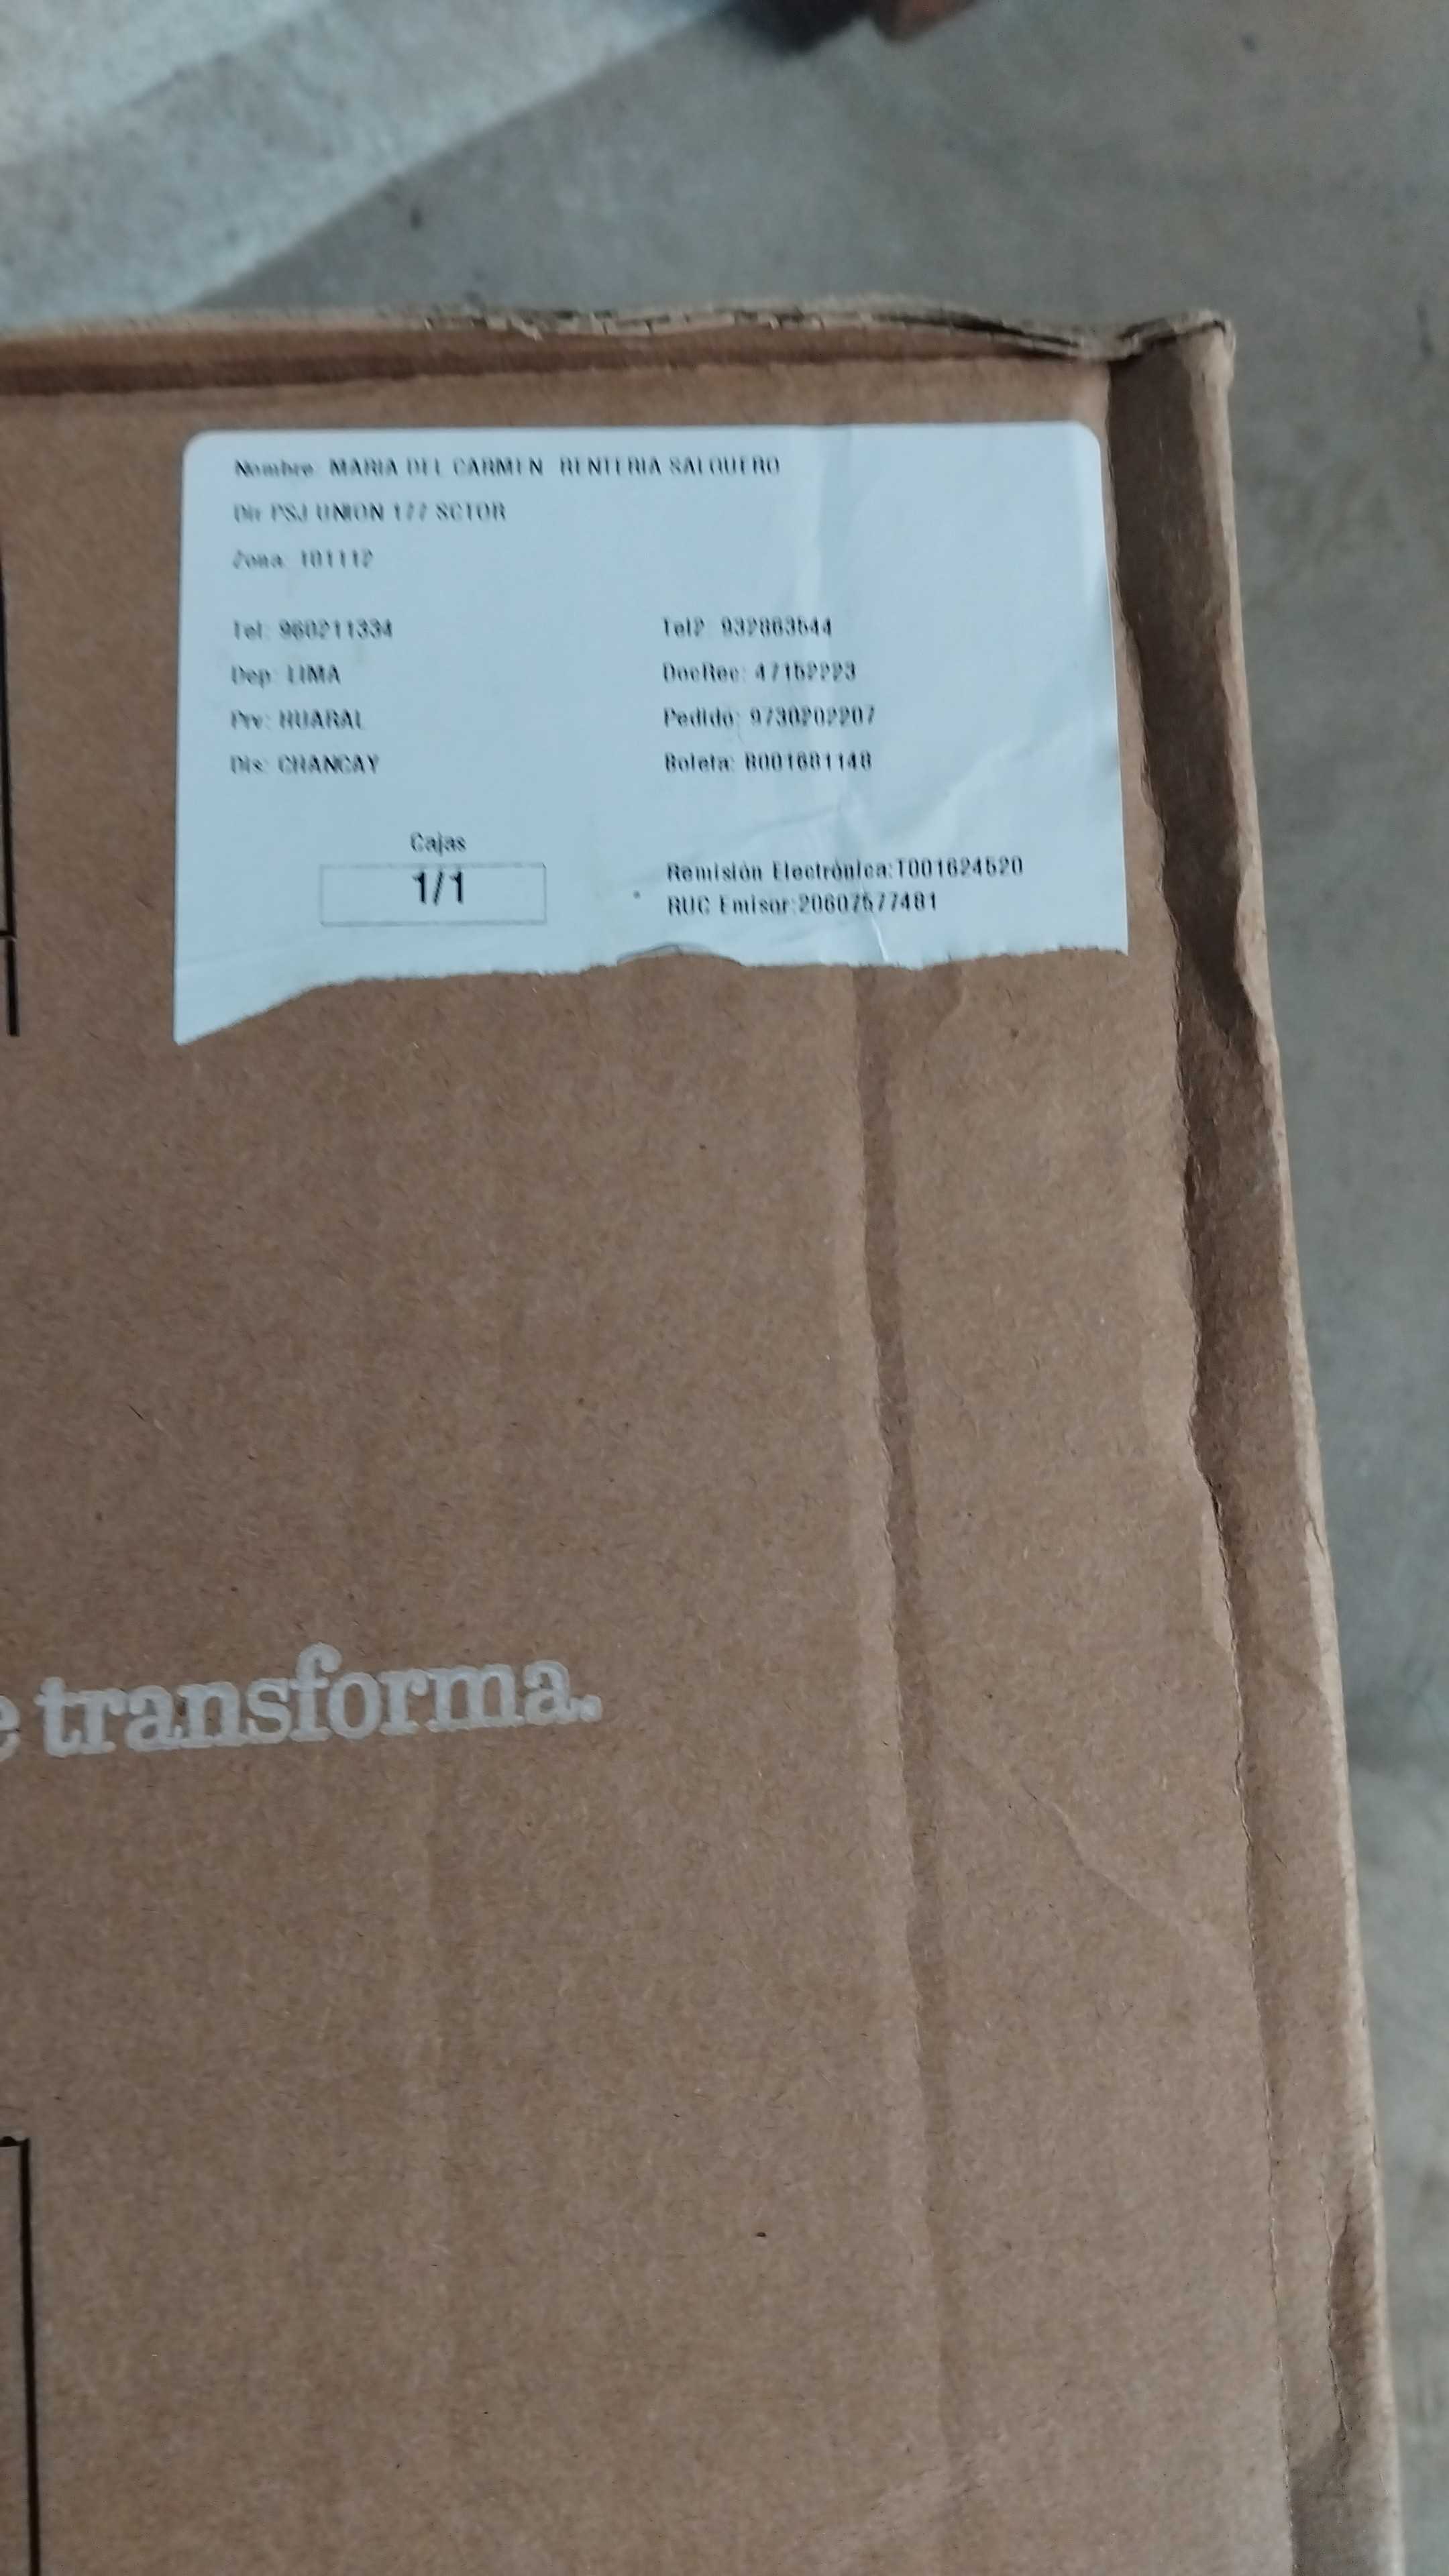 Nombre: MARIA DEL CARMEN RENTERIA SALGUERO
Dir: PSJ UNION 177 SCTOR
Zona: 101112
Tel: 960211334 Tel2: 932863544
Dep: LIMA DocRec: 47152223
Prv: HUARAL Pedido: 9730202207
Dis: CHANCAY Boleta: B001681148
Cajas
1/1
Remisión Electrónica:T001624520
RUC Emisor:20607577481
e transforma.